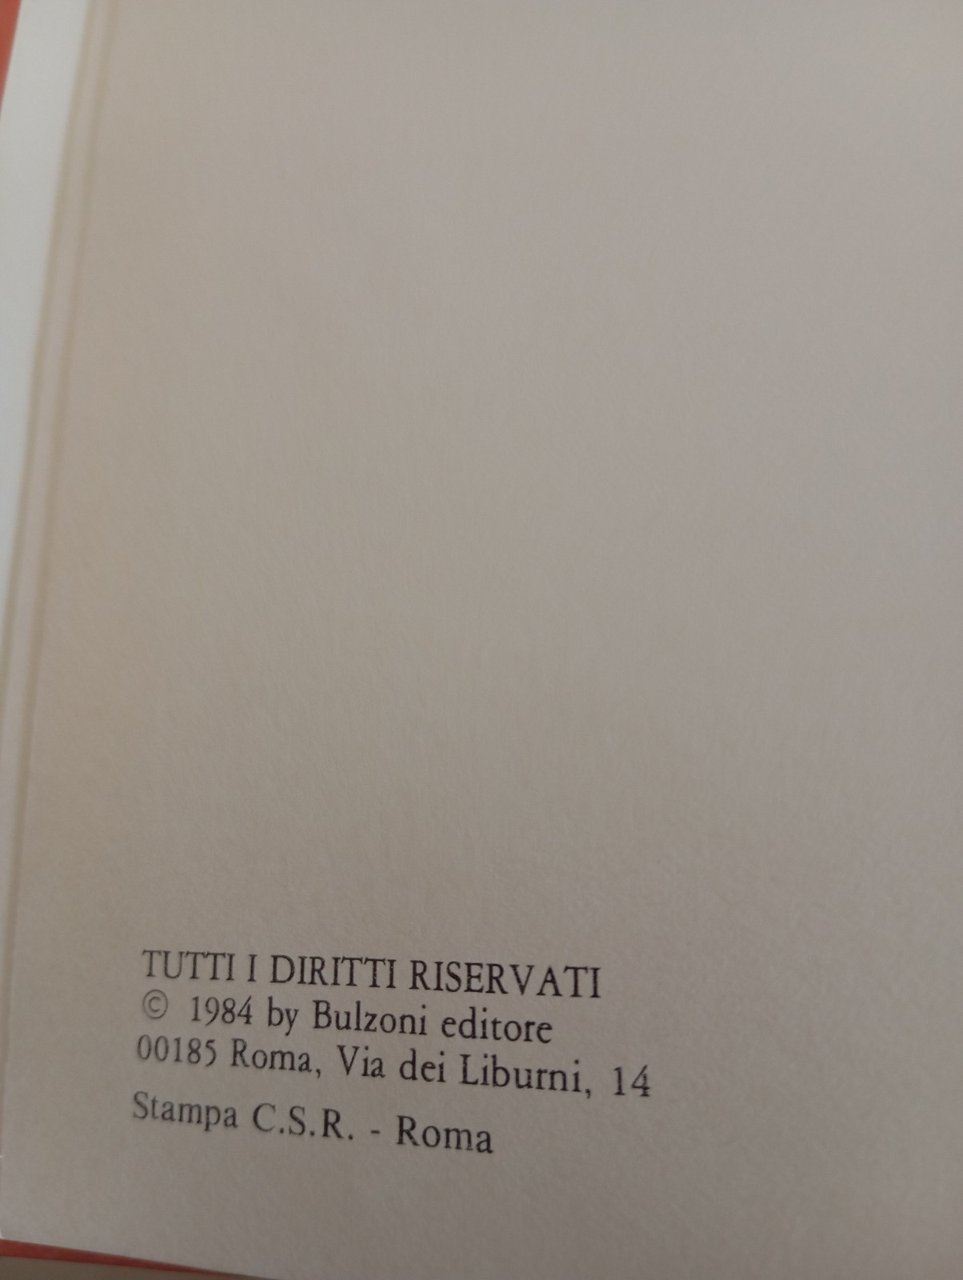 TUTTI I DIRITTI RISERVATI
© 1984 by Bulzoni editore
00185 Roma, Via dei Liburni, 14
Stampa C.S.R. - Roma